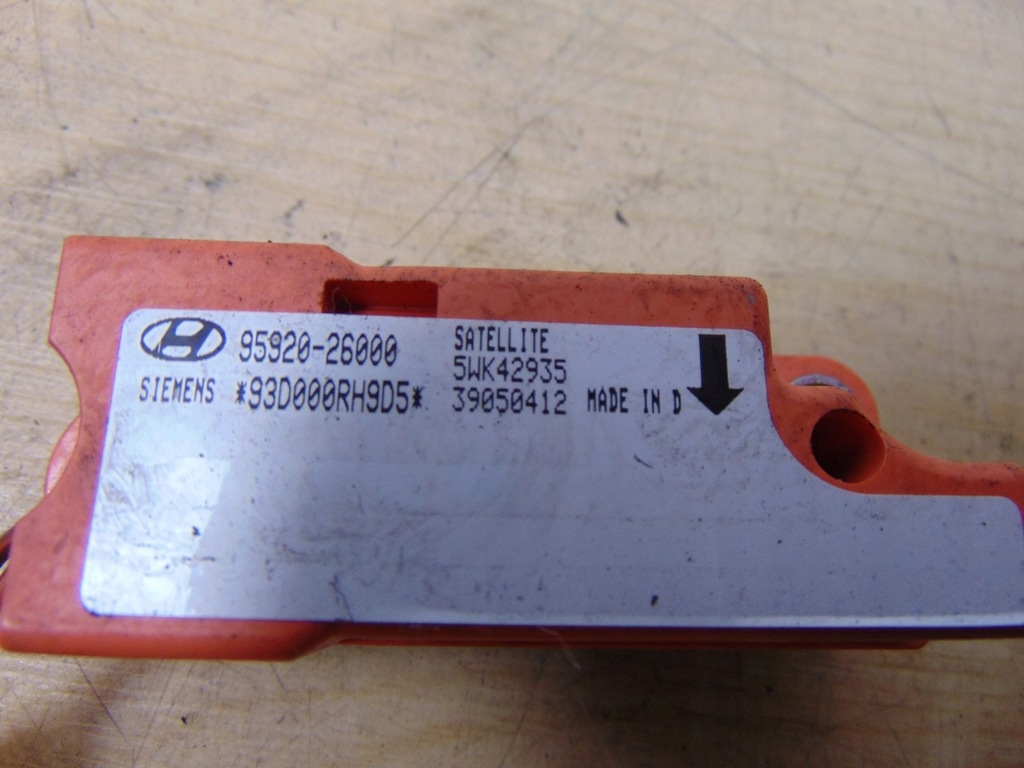 95920-26000 SATELLITE
5WK42935
SIEMENS *93D000RH9D5* 39050412 MADE IN D